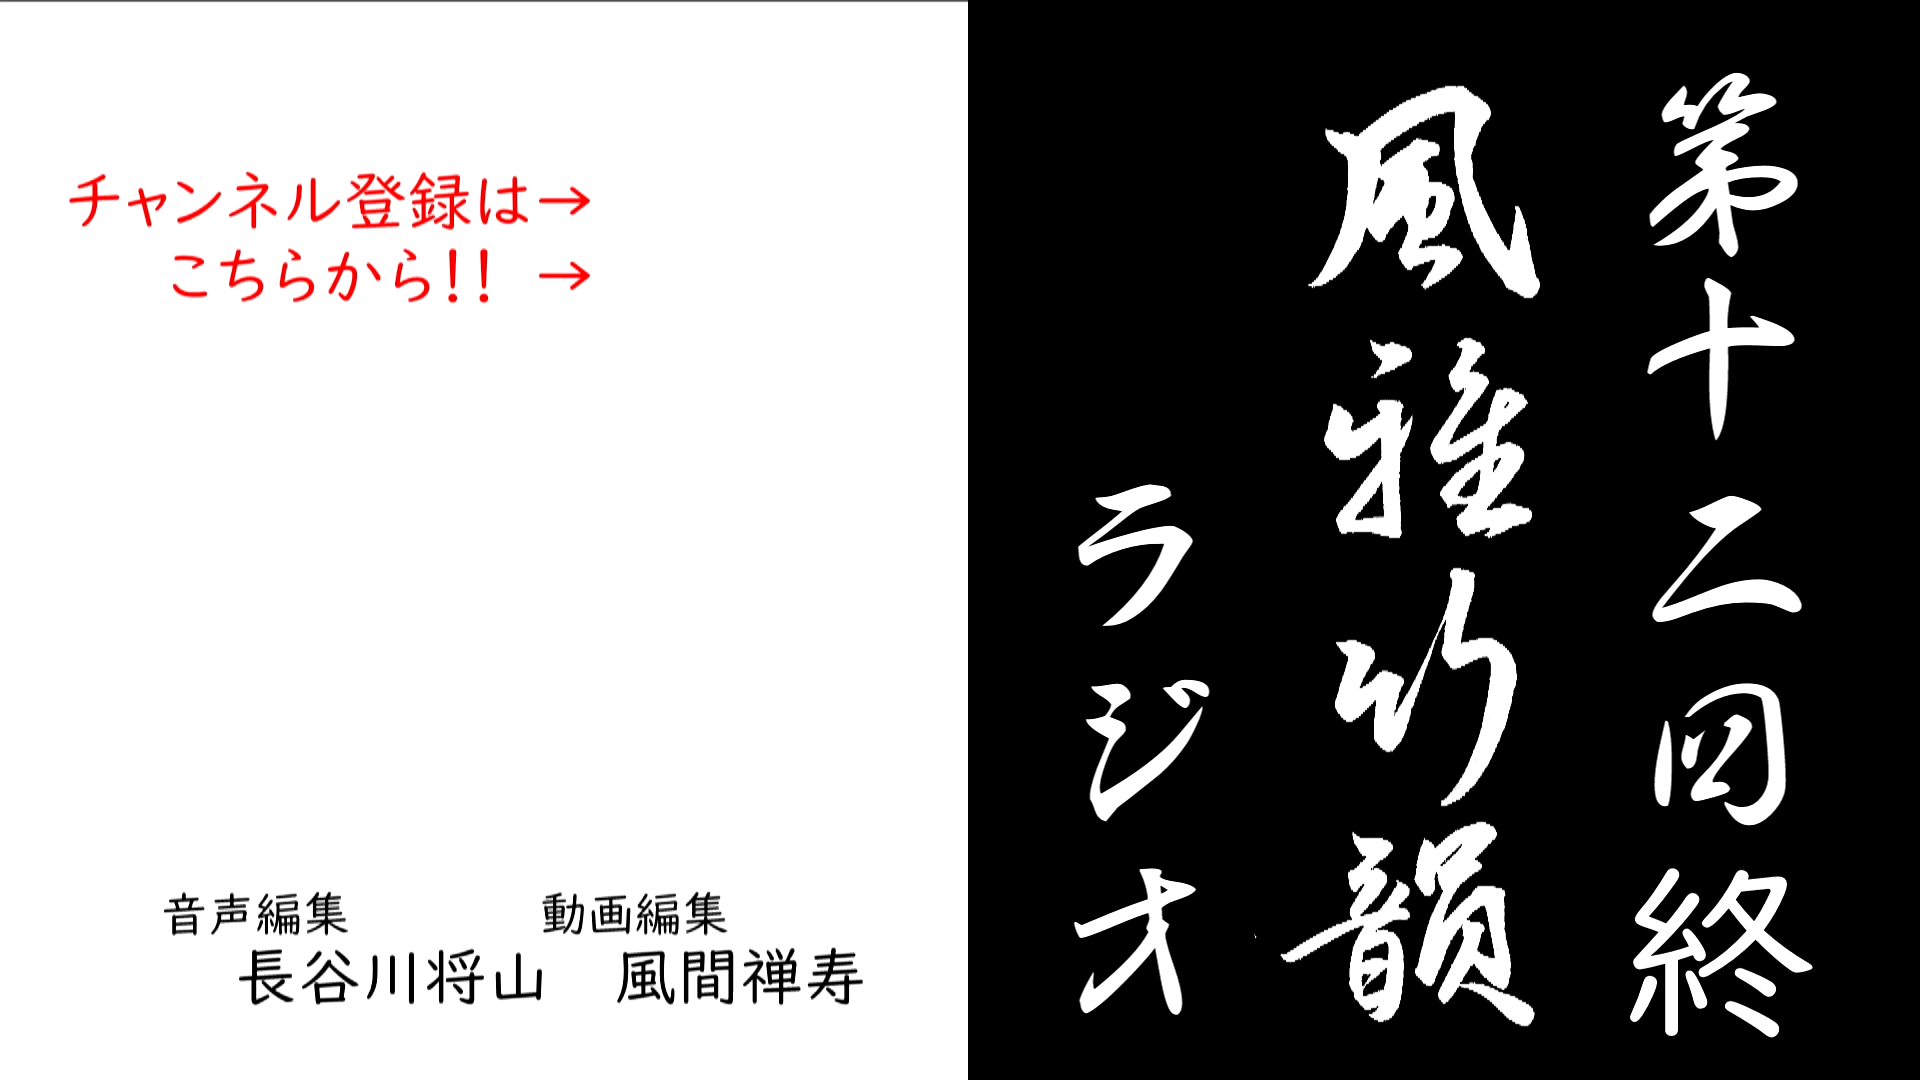 チャンネル登録は→
こちらから!! →
音声編集
長谷川将山
動画編集
風間禅寿
第十二回終
風雅竹韻
ラジオ